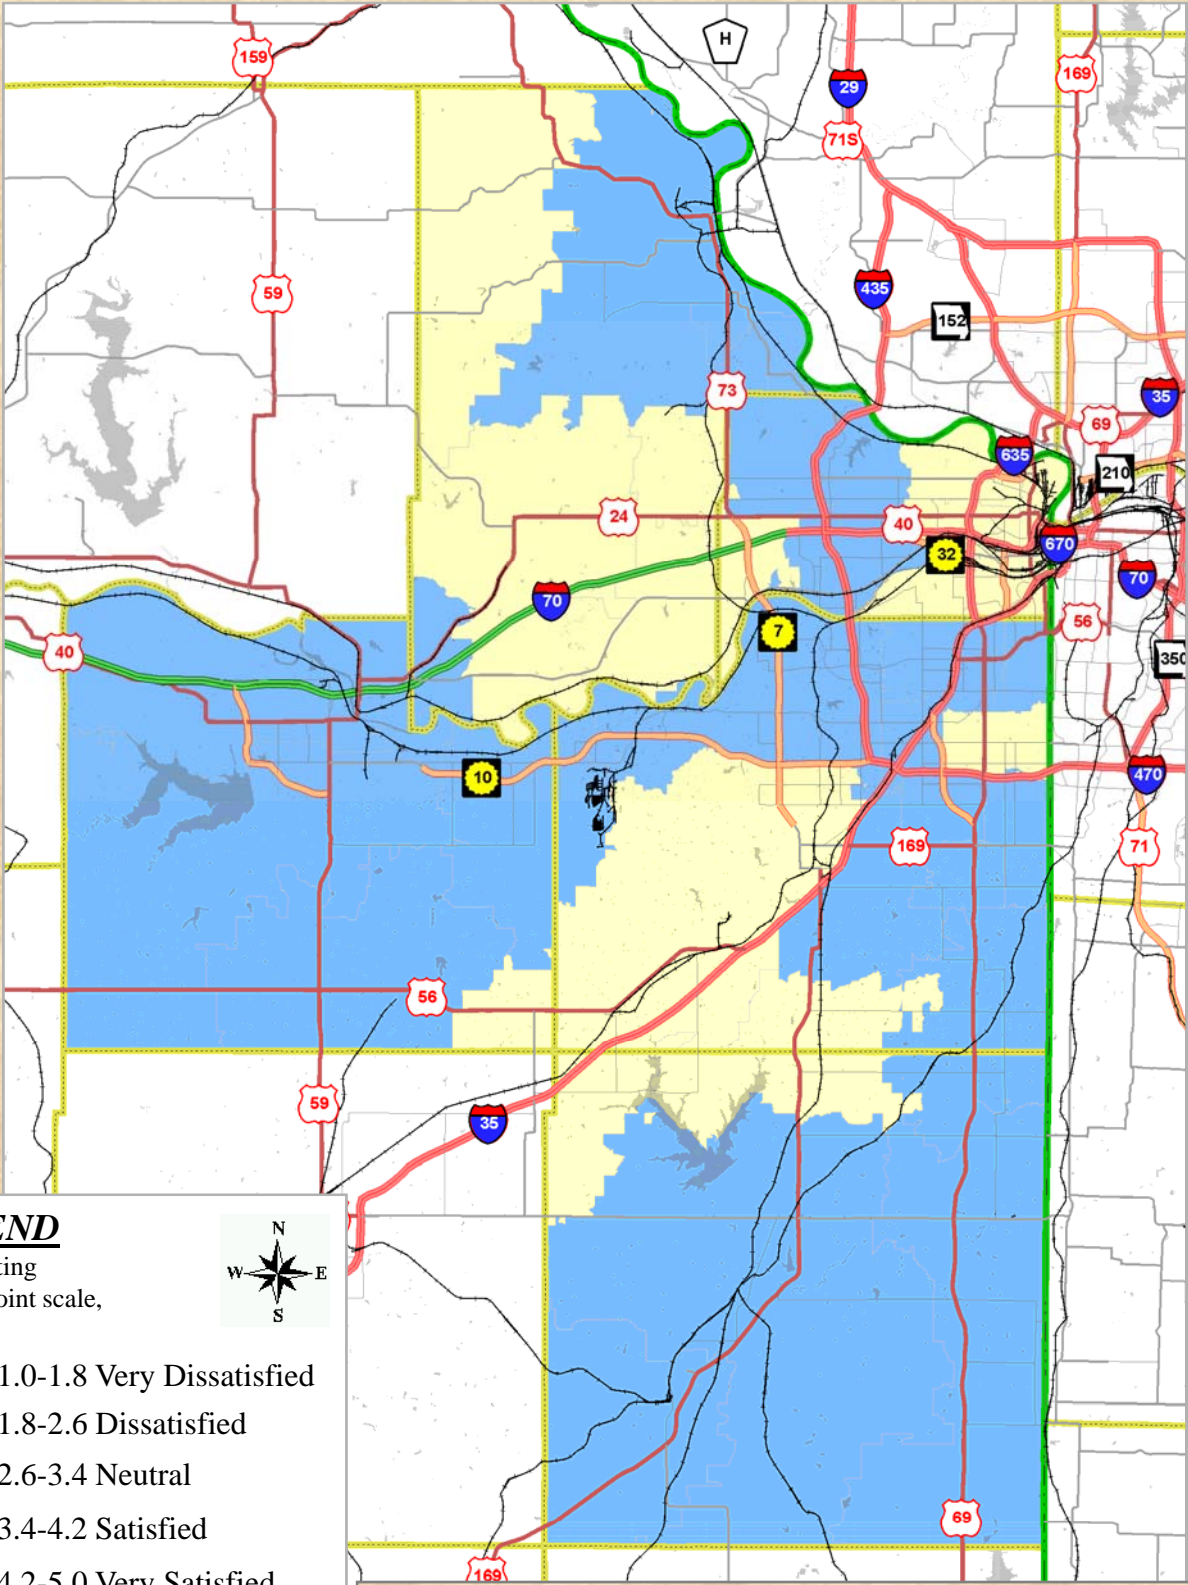 H
159
29
169
71S
59
435
152
73
35
69
635
210
24
40
32
670
70
70
7
56
40
350
10
470
169
71
56
59
35
END
ting
oint scale,
N
W E
S
1.0-1.8 Very Dissatisfied
1.8-2.6 Dissatisfied
2.6-3.4 Neutral
3.4-4.2 Satisfied
4.2-5.0 Very Satisfied
69
169